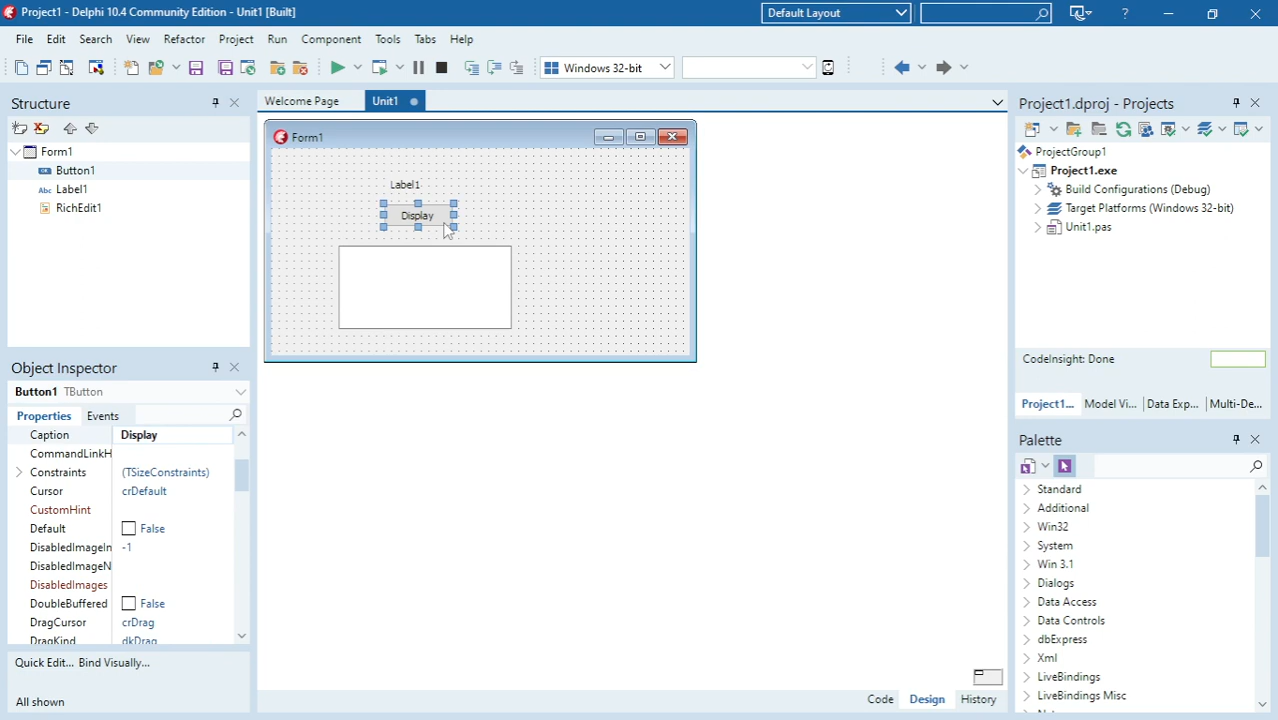 Project1 - Delphi 10.4 Community Edition - Unit1 [Built]
Default Layout
?
File Edit Search View Refactor Project Run Component Tools Tabs Help
Windows 32-bit
Structure
Form1
Button1
Abc Label1
RichEdit1
Object Inspector
Button1 TButton
Properties Events
Caption Display
CommandLinkH
Constraints (TSizeConstraints)
Cursor crDefault
CustomHint
Default False
DisabledImageIn -1
DisabledImageN
DisabledImages
DoubleBuffered False
DragCursor crDrag
DragKind dkDrag
Quick Edit... Bind Visually...
All shown
Welcome Page Unit1
Form1
Label1
Display
Code Design History
Project1.dproj - Projects
ProjectGroup1
Project1.exe
Build Configurations (Debug)
Target Platforms (Windows 32-bit)
Unit1.pas
CodeInsight: Done
Project1... Model Vi... Data Exp... Multi-De...
Palette
Standard
Additional
Win32
System
Win 3.1
Dialogs
Data Access
Data Controls
dbExpress
Xml
LiveBindings
LiveBindings Misc